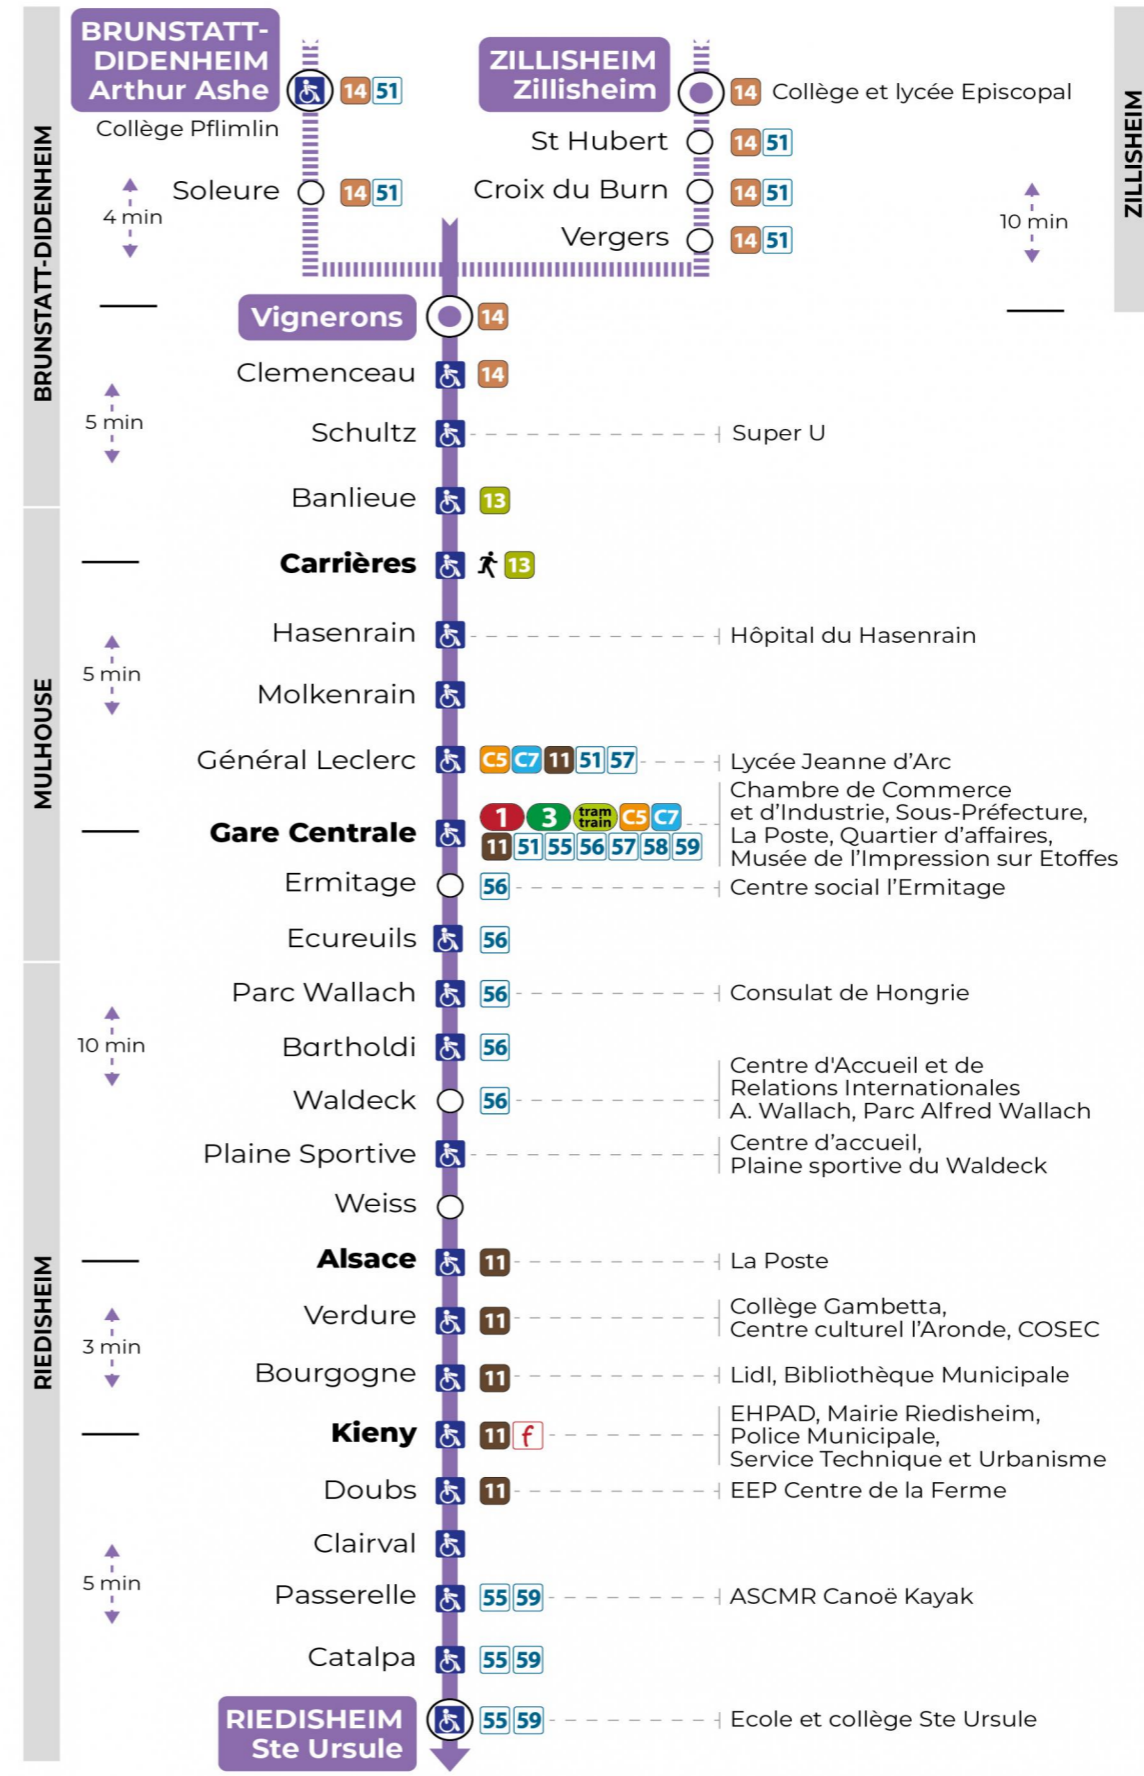 BRUNSTATT-
DIDENHEIM
Arthur Ashe
14 51
Collège Pflimlin
Soleure
14 51
4 min
ZILLISHEIM
Zillisheim
14 Collège et lycée Episcopal
St Hubert
14 51
Croix du Burn
14 51
Vergers
14 51
10 min
ZILLISHEIM
BRUNSTATT-DIDENHEIM
Vignerons
14
Clemenceau
14
5 min
Schultz
Super U
Banlieue
13
MULHOUSE
Carrières
13
Hasenrain
Hôpital du Hasenrain
5 min
Molkenrain
Général Leclerc
C5 C7 11 51 57
Lycée Jeanne d’Arc
Gare Centrale
1 3 tram
train C5 C7
11 51 55 56 57 58 59
Chambre de Commerce
et d’Industrie, Sous-Préfecture,
La Poste, Quartier d’affaires,
Musée de l’Impression sur Etoffes
Ermitage
56
Centre social l’Ermitage
Ecureuils
56
RIEDISHEIM
Parc Wallach
56
Consulat de Hongrie
10 min
Bartholdi
56
Waldeck
56
Centre d'Accueil et de
Relations Internationales
A. Wallach, Parc Alfred Wallach
Plaine Sportive
Centre d’accueil,
Plaine sportive du Waldeck
Weiss
Alsace
11
La Poste
Verdure
11
Collège Gambetta,
Centre culturel l’Aronde, COSEC
3 min
Bourgogne
11
Lidl, Bibliothèque Municipale
Kieny
11 f
EHPAD, Mairie Riedisheim,
Police Municipale,
Service Technique et Urbanisme
Doubs
11
EEP Centre de la Ferme
Clairval
5 min
Passerelle
55 59
ASCMR Canoë Kayak
Catalpa
55 59
RIEDISHEIM
Ste Ursule
55 59
Ecole et collège Ste Ursule